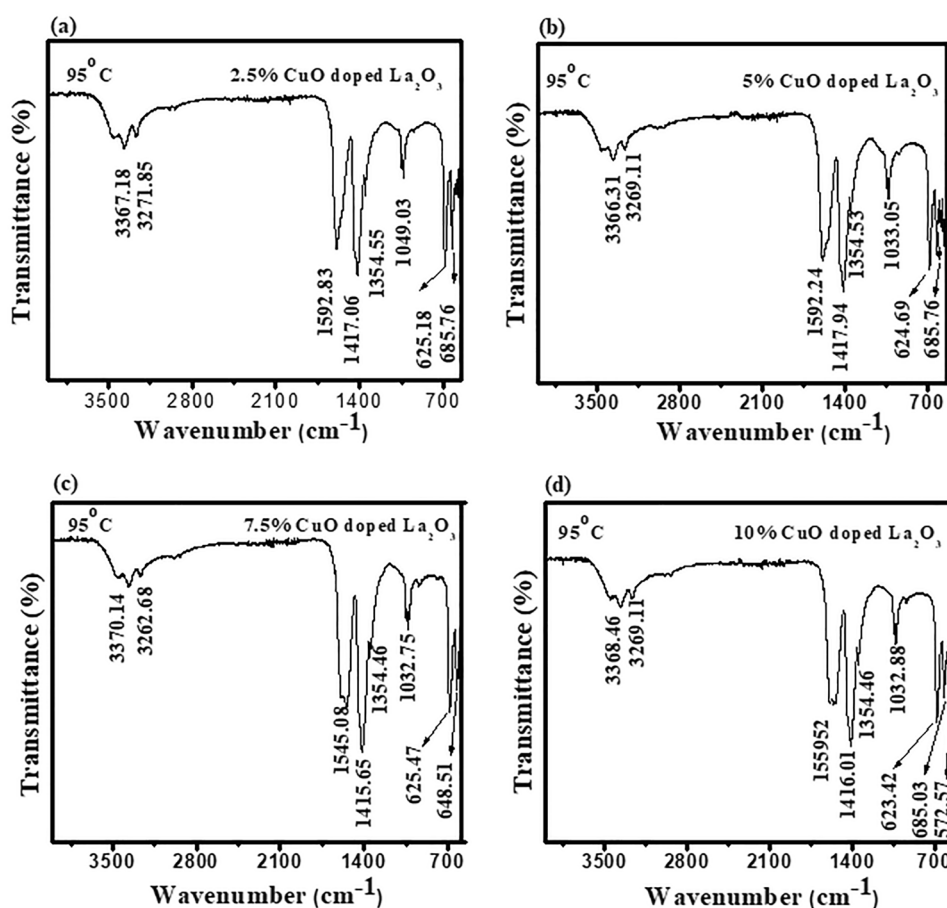 (a)
95°C
2.5% CuO doped La₂O₃
Transmittance (%)
3367.18
3271.85
1592.83
1417.06
1354.55
1049.03
625.18
685.76
3500 2800 2100 1400 700
Wavenumber (cm⁻¹)
(b)
95°C
5% CuO doped La₂O₃
Transmittance (%)
3366.31
3269.11
1592.24
1417.94
1354.53
1033.05
624.69
685.76
3500 2800 2100 1400 700
Wavenumber (cm⁻¹)
(c)
95°C
7.5% CuO doped La₂O₃
Transmittance (%)
3370.14
3262.68
1545.08
1415.65
1354.46
1032.75
625.47
648.51
3500 2800 2100 1400 700
Wavenumber (cm⁻¹)
(d)
95°C
10% CuO doped La₂O₃
Transmittance (%)
3368.46
3269.11
155952
1416.01
1354.46
1032.88
623.42
685.03
572.57
3500 2800 2100 1400 700
Wavenumber (cm⁻¹)